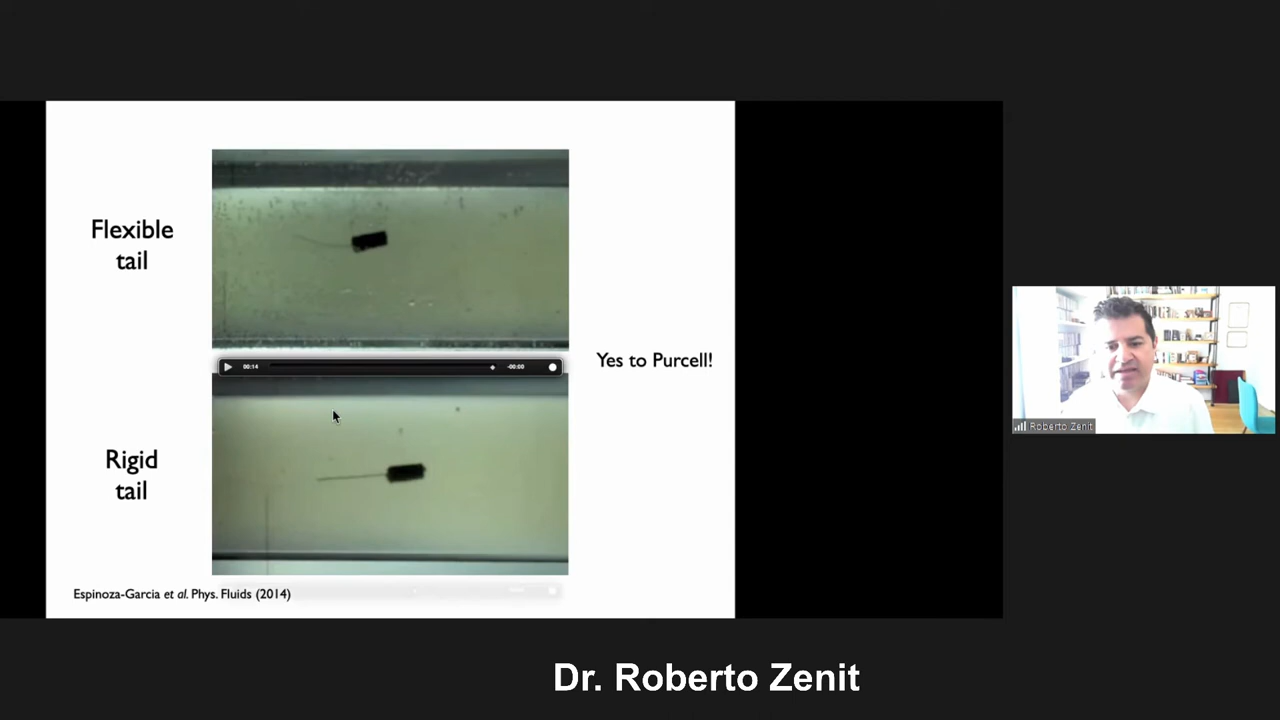 Flexible
tail
00:14
-00:00
Yes to Purcell!
Rigid
tail
Espinoza-Garcia et al. Phys. Fluids (2014)
Roberto Zenit
Dr. Roberto Zenit